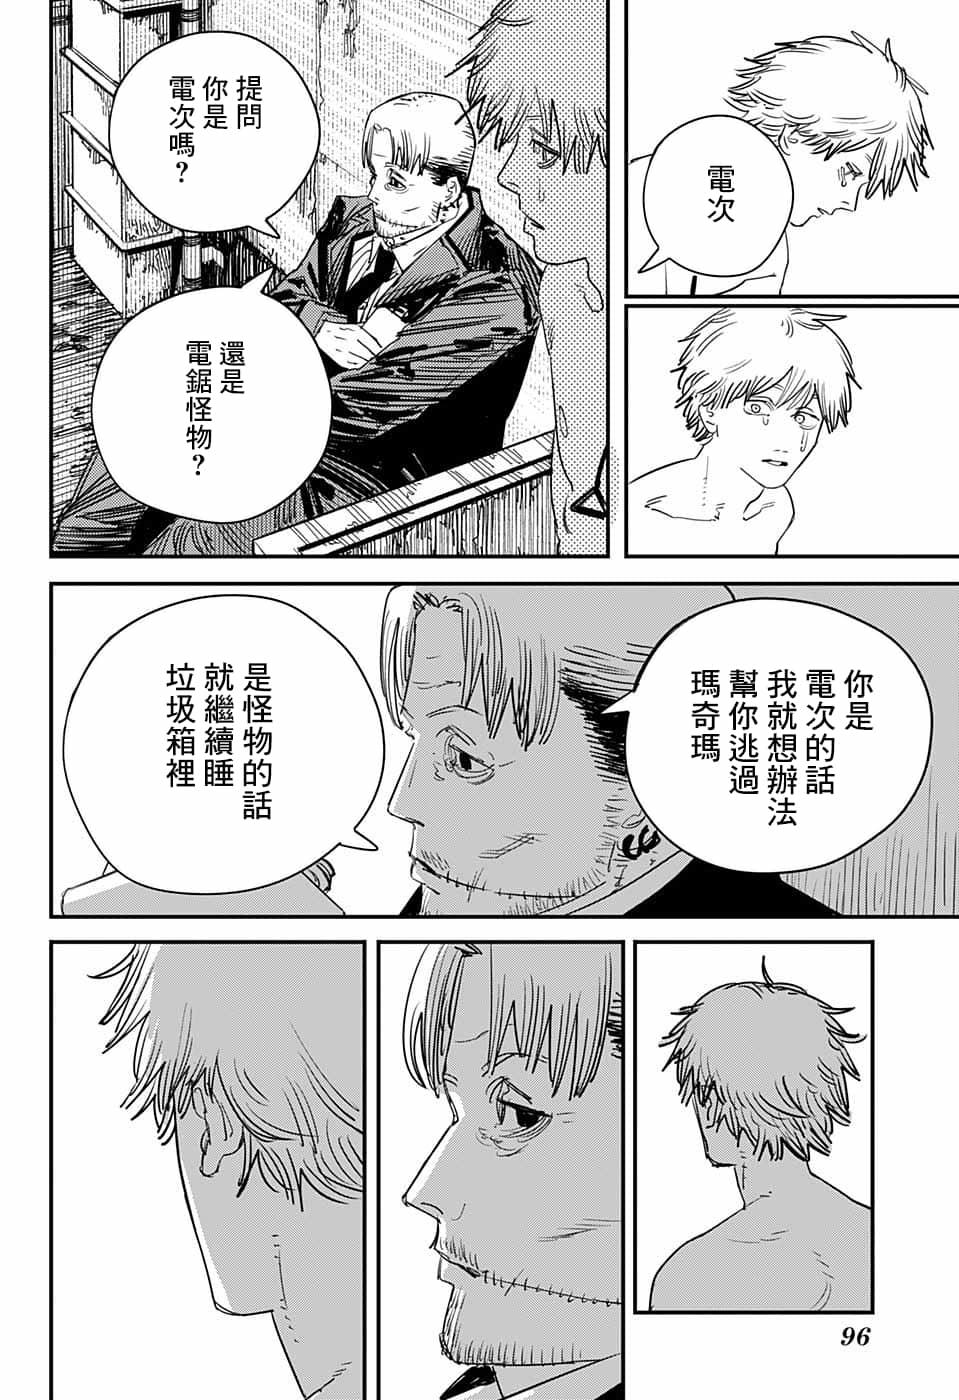 電次
提問
你是
電次嗎？
還是
電鋸怪物？
你是
電次的話
我就想辦法
幫你逃過
瑪奇瑪
是怪物的話
就繼續睡
垃圾箱裡
96